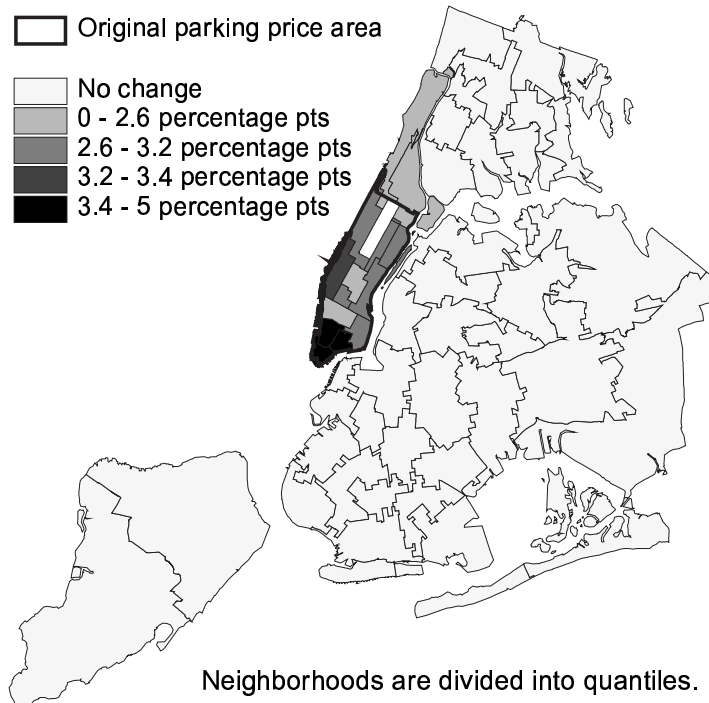 Original parking price area
No change
0 - 2.6 percentage pts
2.6 - 3.2 percentage pts
3.2 - 3.4 percentage pts
3.4 - 5 percentage pts
Neighborhoods are divided into quantiles.